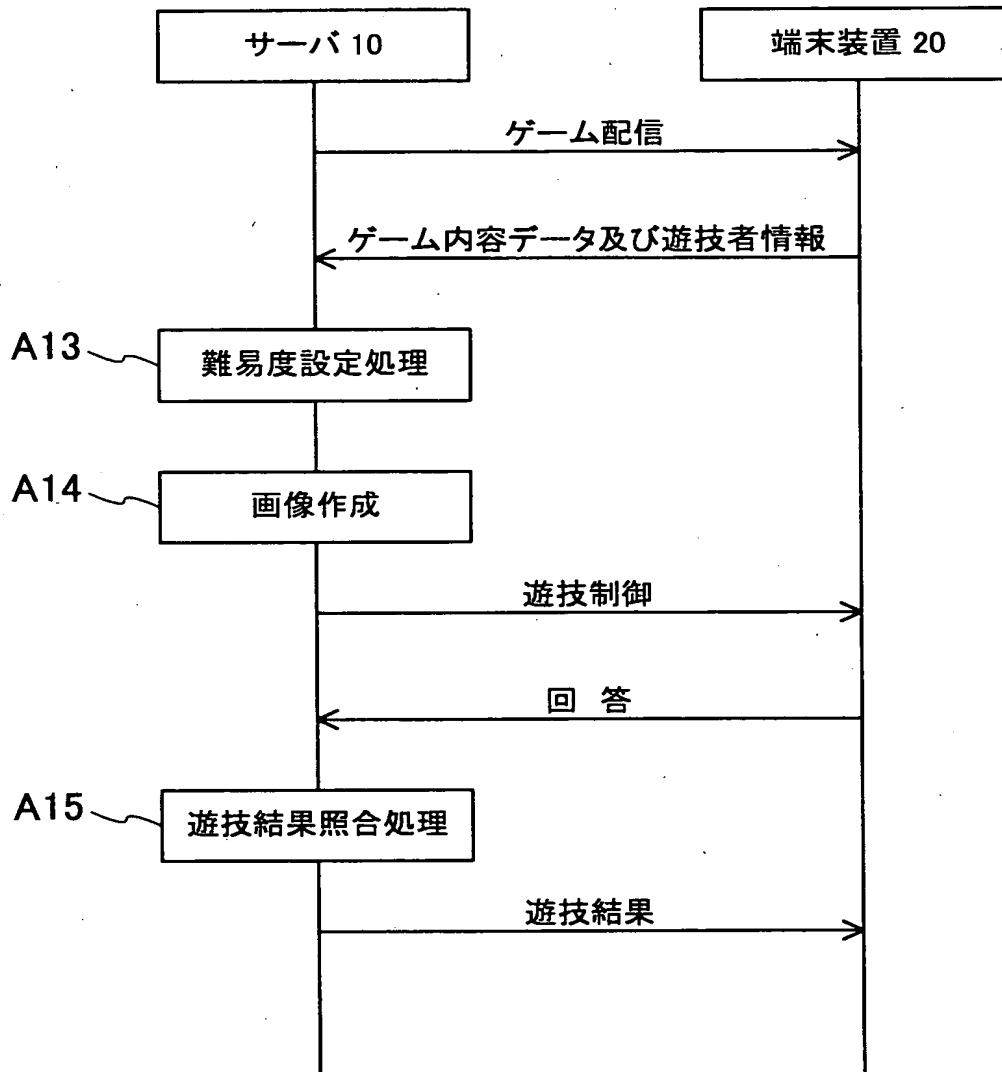 サーバ 10
端末装置 20
ゲーム配信
ゲーム内容データ及び遊技者情報
A13
難易度設定処理
A14
画像作成
遊技制御
回 答
A15
遊技結果照合処理
遊技結果